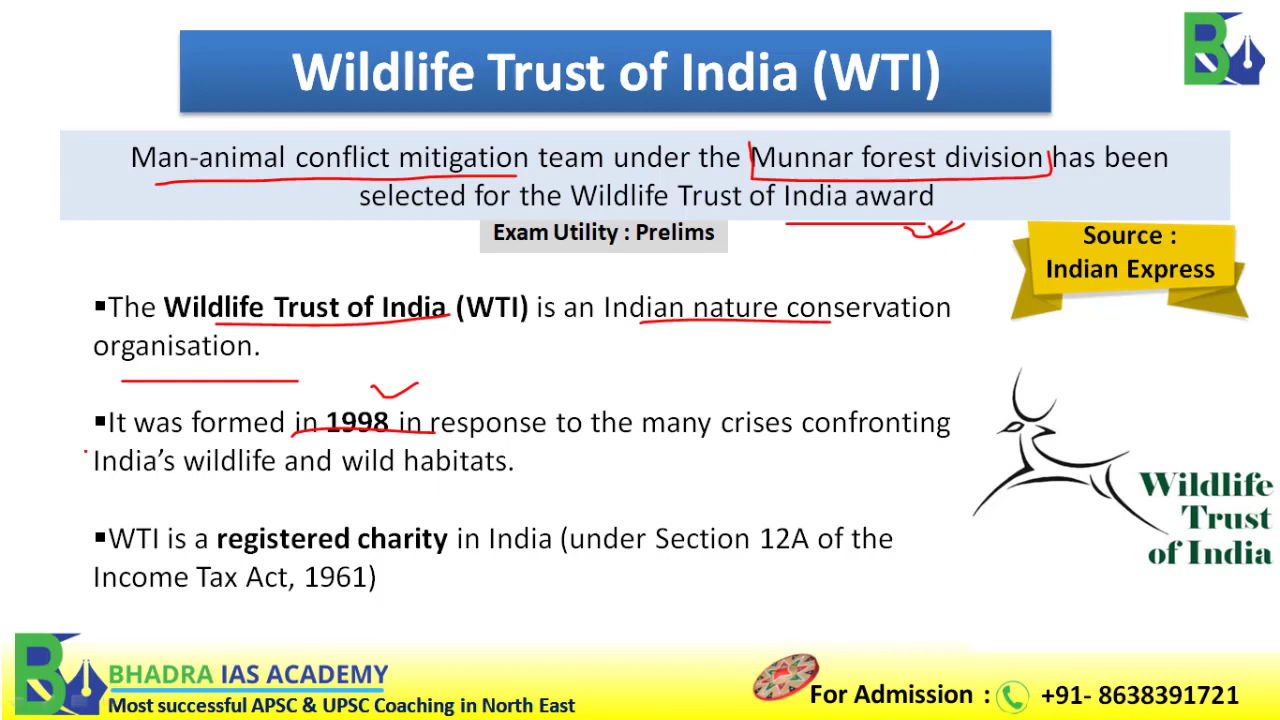 Wildlife Trust of India (WTI)
Man-animal conflict mitigation team under the Munnar forest division has been
selected for the Wildlife Trust of India award
Exam Utility : Prelims
Source :
Indian Express
▪The Wildlife Trust of India (WTI) is an Indian nature conservation
organisation.
▪It was formed in 1998 in response to the many crises confronting
India’s wildlife and wild habitats.
▪WTI is a registered charity in India (under Section 12A of the
Income Tax Act, 1961)
Wildlife
Trust
of India
BHADRA IAS ACADEMY
Most successful APSC & UPSC Coaching in North East
For Admission : +91- 8638391721